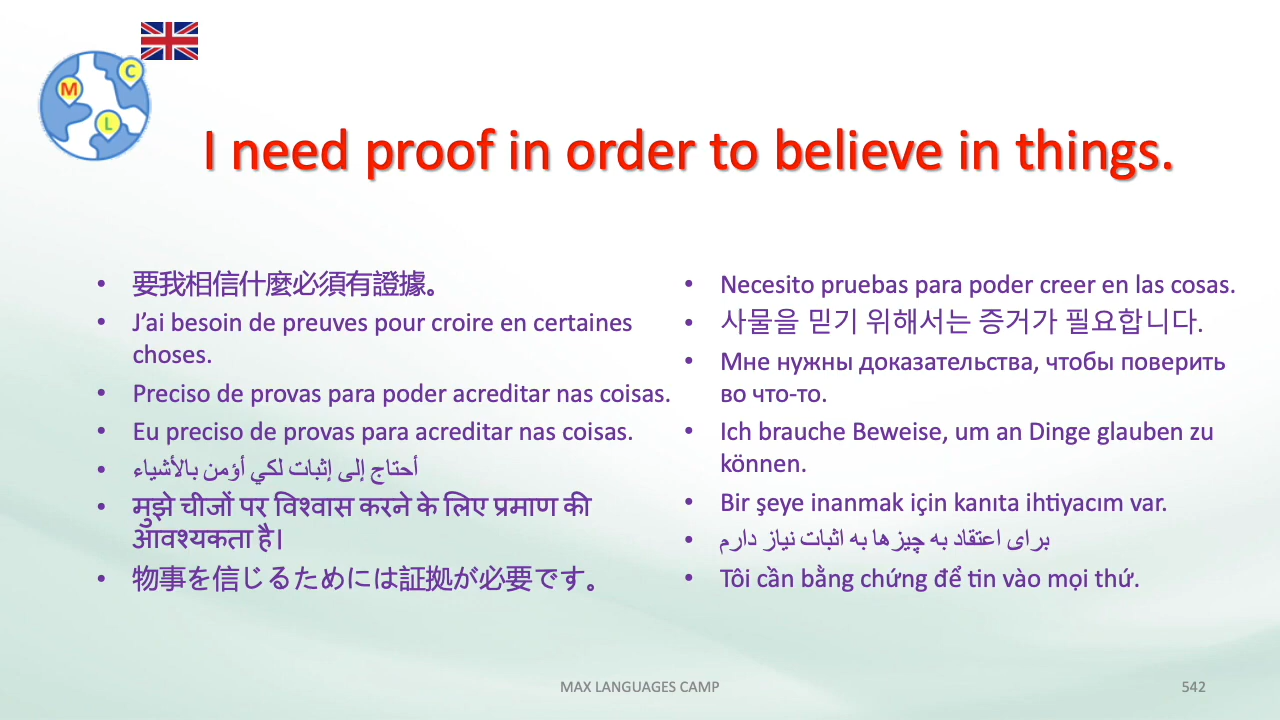 C
M
L
I need proof in order to believe in things.
要我相信什麼必須有證據。
J’ai besoin de preuves pour croire en certaines
choses.
Preciso de provas para poder acreditar nas coisas.
Eu preciso de provas para acreditar nas coisas.
أحتاج إلى إثبات لكي أؤمن بالأشياء
मुझे चीजों पर विश्वास करने के लिए प्रमाण की
आवश्यकता है।
物事を信じるためには証拠が必要です。
Necesito pruebas para poder creer en las cosas.
사물을 믿기 위해서는 증거가 필요합니다.
Мне нужны доказательства, чтобы поверить
во что-то.
Ich brauche Beweise, um an Dinge glauben zu
können.
Bir şeye inanmak için kanıta ihtiyacım var.
برای اعتقاد به چیزها به اثبات نیاز دارم
Tôi cần bằng chứng để tin vào mọi thứ.
MAX LANGUAGES CAMP
542